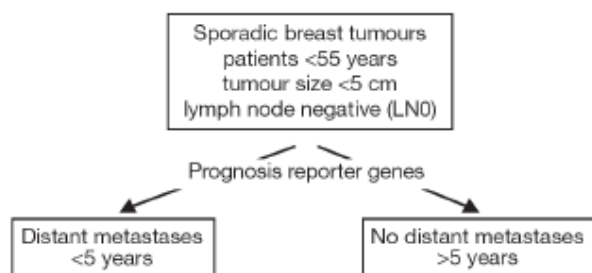 Sporadic breast tumours
patients <55 years
tumour size <5 cm
lymph node negative (LN0)
Prognosis reporter genes
Distant metastases
<5 years
No distant metastases
>5 years